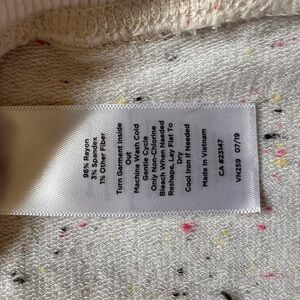 96% Rayon
3% Spandex
1% Other Fiber
Turn Garment Inside
Out
Machine Wash Cold
Gentle Cycle
Only Non-Chlorine
Bleach When Needed
Reshape, Lay Flat To
Dry
Cool Iron If Needed
Made In Vietnam
CA #23147
VN259 07/19